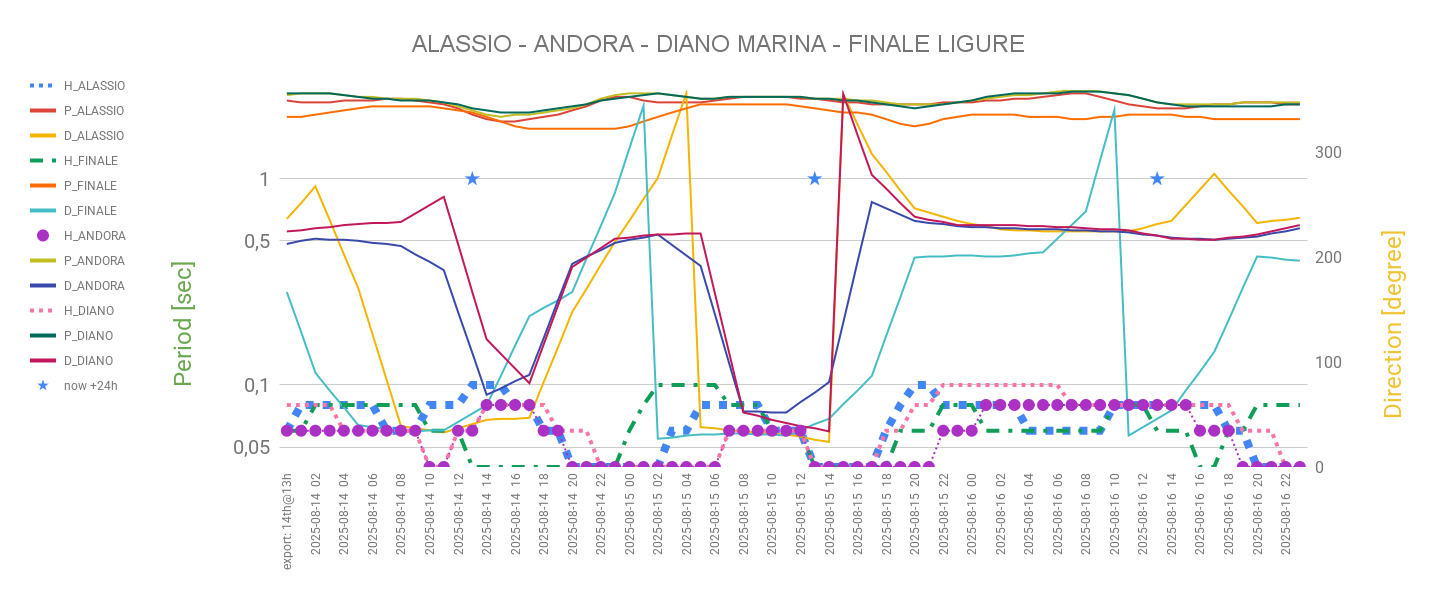 ALASSIO - ANDORA - DIANO MARINA - FINALE LIGURE
H_ALASSIO
P_ALASSIO
D_ALASSIO
H_FINALE
P_FINALE
D_FINALE
H_ANDORA
P_ANDORA
D_ANDORA
H_DIANO
P_DIANO
D_DIANO
now +24h
Period [sec]
1
0,5
0,1
0,05
300
200
100
0
Direction [degree]
export: 14th@13h
2025-08-14 02
2025-08-14 04
2025-08-14 06
2025-08-14 08
2025-08-14 10
2025-08-14 12
2025-08-14 14
2025-08-14 16
2025-08-14 18
2025-08-14 20
2025-08-14 22
2025-08-15 00
2025-08-15 02
2025-08-15 04
2025-08-15 06
2025-08-15 08
2025-08-15 10
2025-08-15 12
2025-08-15 14
2025-08-15 16
2025-08-15 18
2025-08-15 20
2025-08-15 22
2025-08-16 00
2025-08-16 02
2025-08-16 04
2025-08-16 06
2025-08-16 08
2025-08-16 10
2025-08-16 12
2025-08-16 14
2025-08-16 16
2025-08-16 18
2025-08-16 20
2025-08-16 22